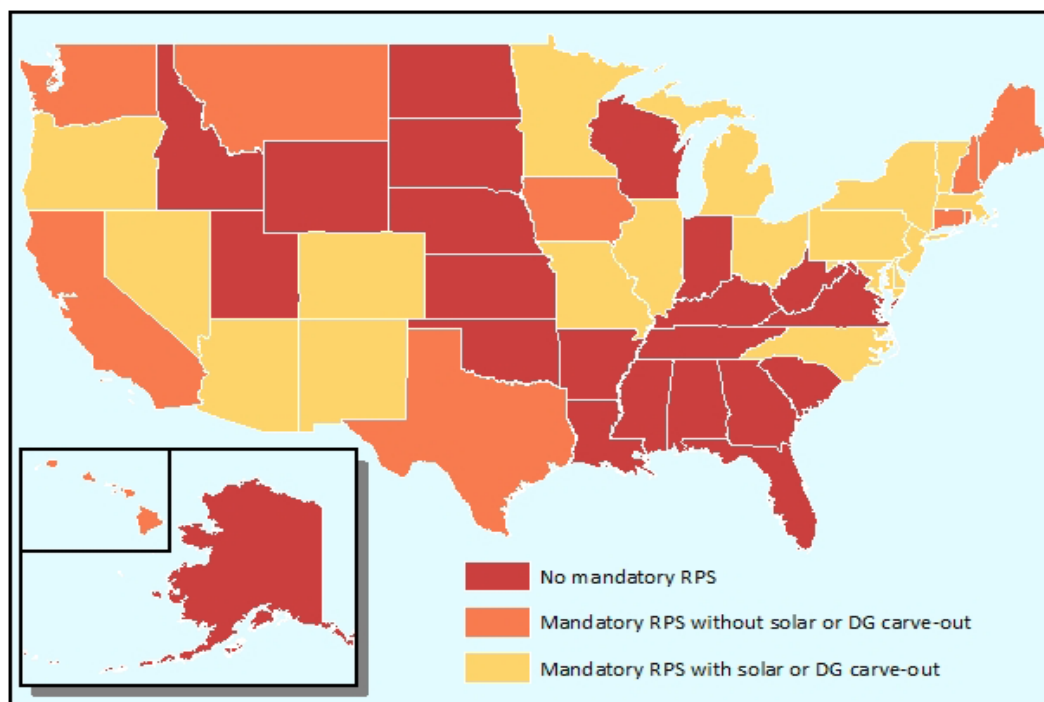 No mandatory RPS
Mandatory RPS without solar or DG carve-out
Mandatory RPS with solar or DG carve-out